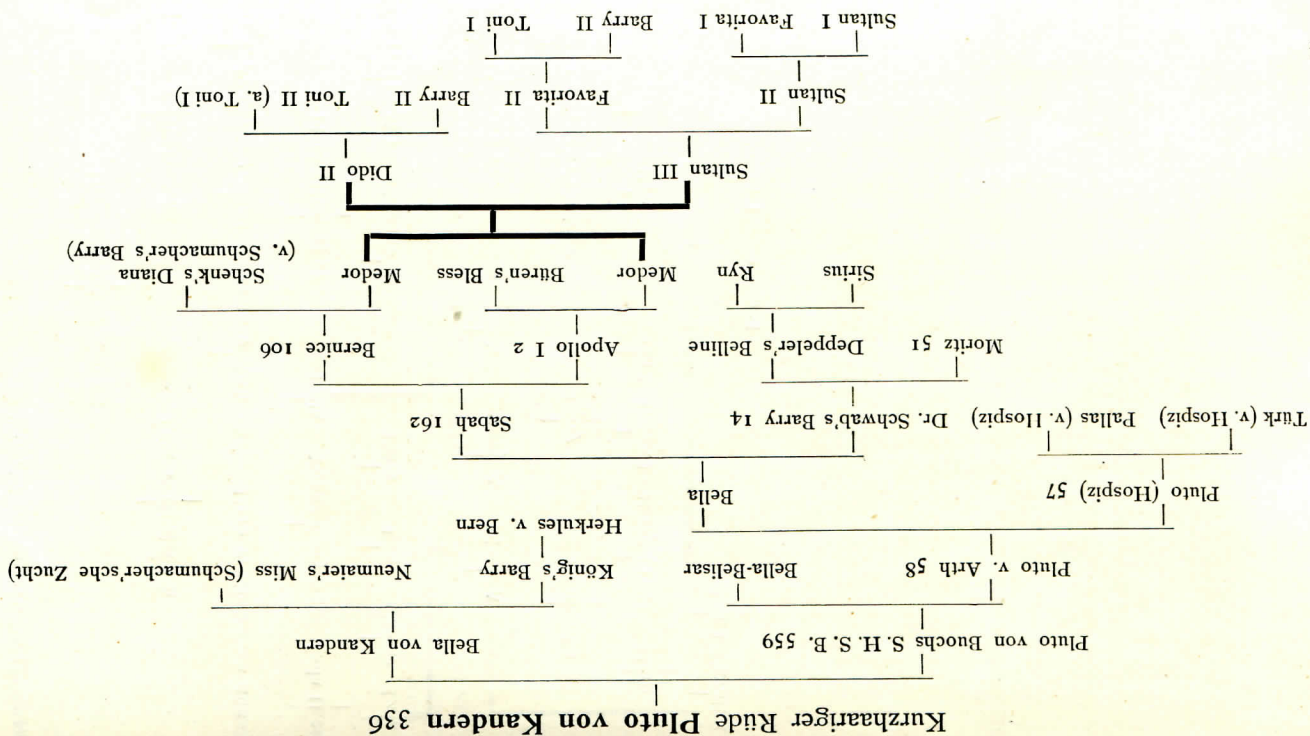 Kurzhaariger Rüde Pluto von Kandern 336
Pluto von Buochs S. H. S. B. 559 Bella von Kandern
Pluto v. Arth 58 Bella-Belisar König's Barry Neumaier's Miss (Schumacher'sche Zucht)
Herkules v. Bern
Pluto (Hospiz) 57 Bella
Türk (v. Hospiz) Pallas (v. Hospiz) Dr. Schwab's Barry 14 Sabah 162
Moritz 51 Deppeler's Belline Apollo I 2 Bernice 106
Sirius Ryn Medor Büren's Bless Medor Schenk's Diana
(v. Schumacher's Barry)
Sultan III Dido II
Sultan II Favorita II Barry II Toni II (a. Toni I)
Sultan I Favorita I Barry II Toni I